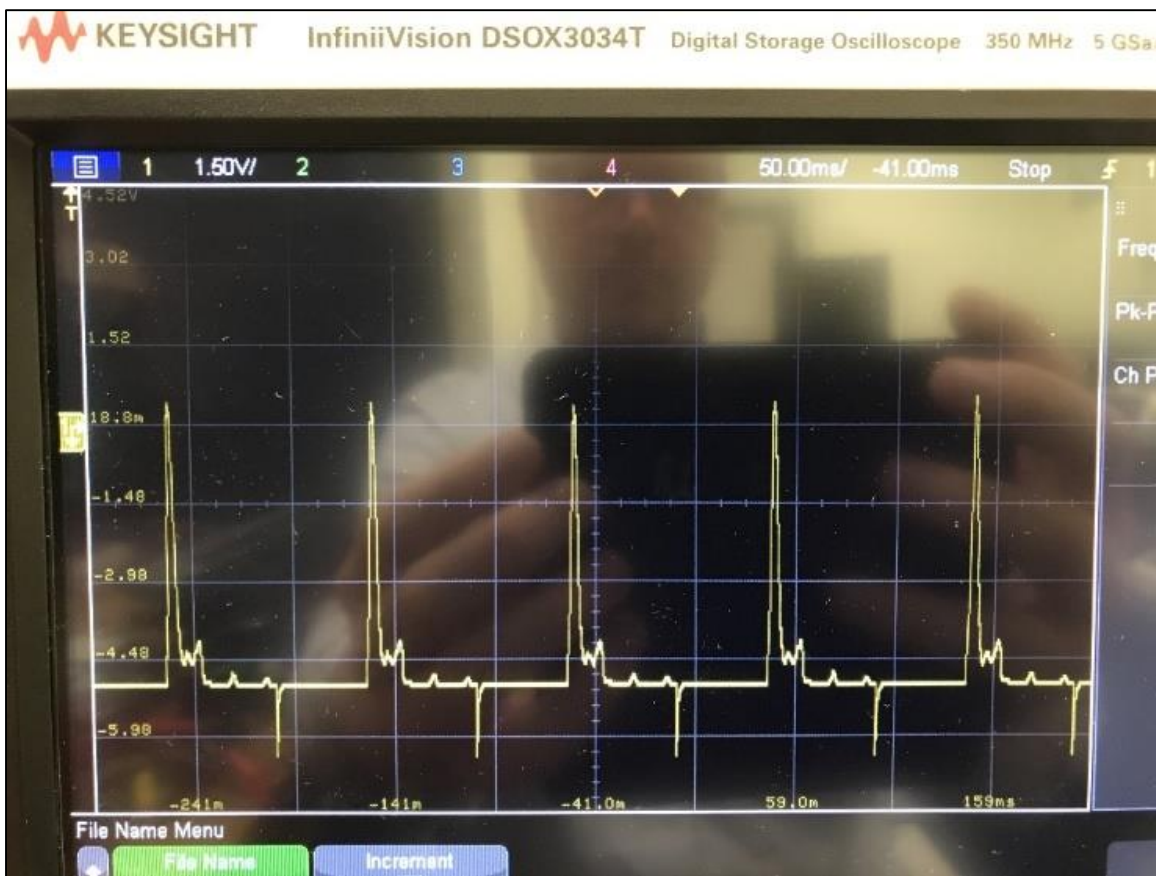 KEYSIGHT InfiniiVision DSOX3034T Digital Storage Oscilloscope 350 MHz 5 GSa
1 1.50V/ 2 3 4 50.00ms/ -41.00ms Stop 1
T
4.52V
Freq
3.02
Pk-P
1.52
Ch P
18.8m
-1.48
-2.98
-4.48
-5.98
-241m -141m -41.0m 59.0m 159ms
File Name Menu
File Name Increment